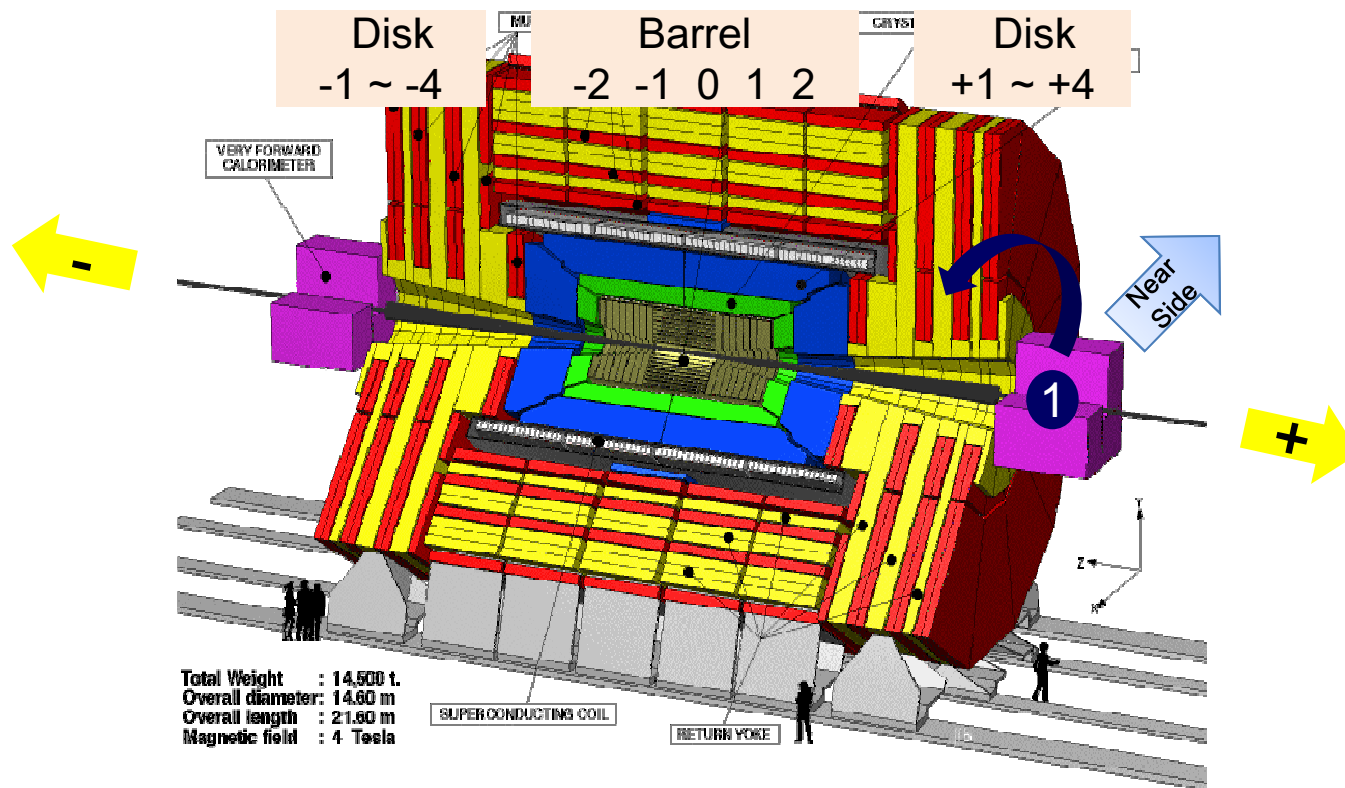 Disk
-1 ~ -4
Barrel
-2 -1 0 1 2
Disk
+1 ~ +4
VERY FORWARD
CALORIMETER
-
Near
Side
1
+
Y
Z
X
Total Weight : 14,500 t.
Overall diameter: 14.60 m
Overall length : 21.60 m
Magnetic field : 4 Tesla
SUPERCONDUCTING COIL
RETURN YOKE